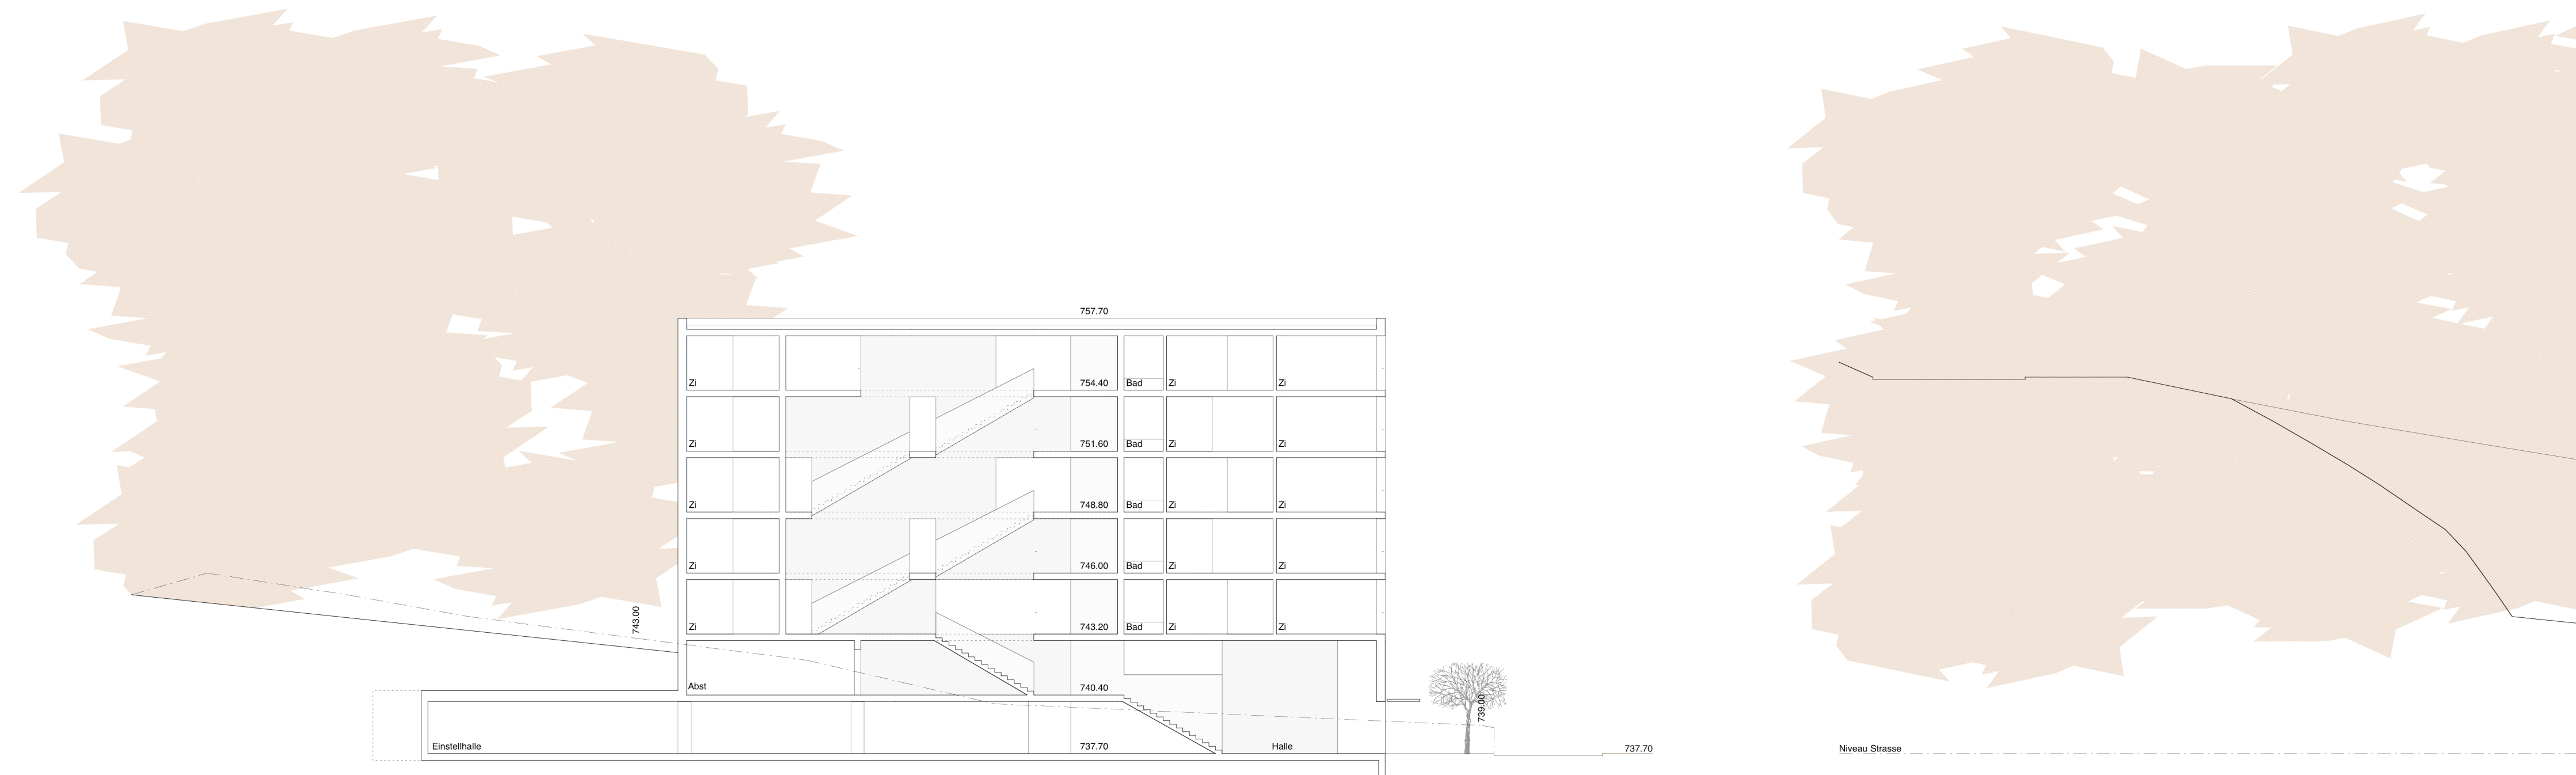 757.70
Zi 754.40 Bad Zi Zi
Zi 751.60 Bad Zi Zi
Zi 748.80 Bad Zi Zi
Zi 746.00 Bad Zi Zi
743.00
Zi 743.20 Bad Zi Zi
Abst 740.40
739.00
Einstellhalle 737.70 Halle 737.70
Niveau Strasse